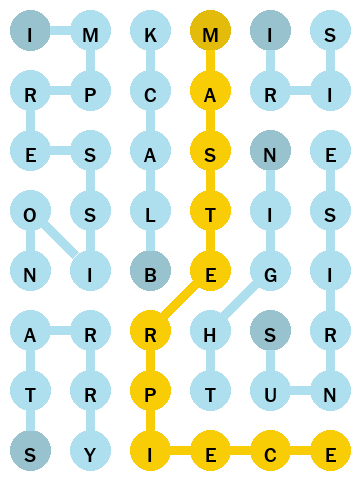 I M K M I S
R P C A R I
E S A S N E
O S L T I S
N I B E G I
A R R H S R
T R P T U N
S Y I E C E